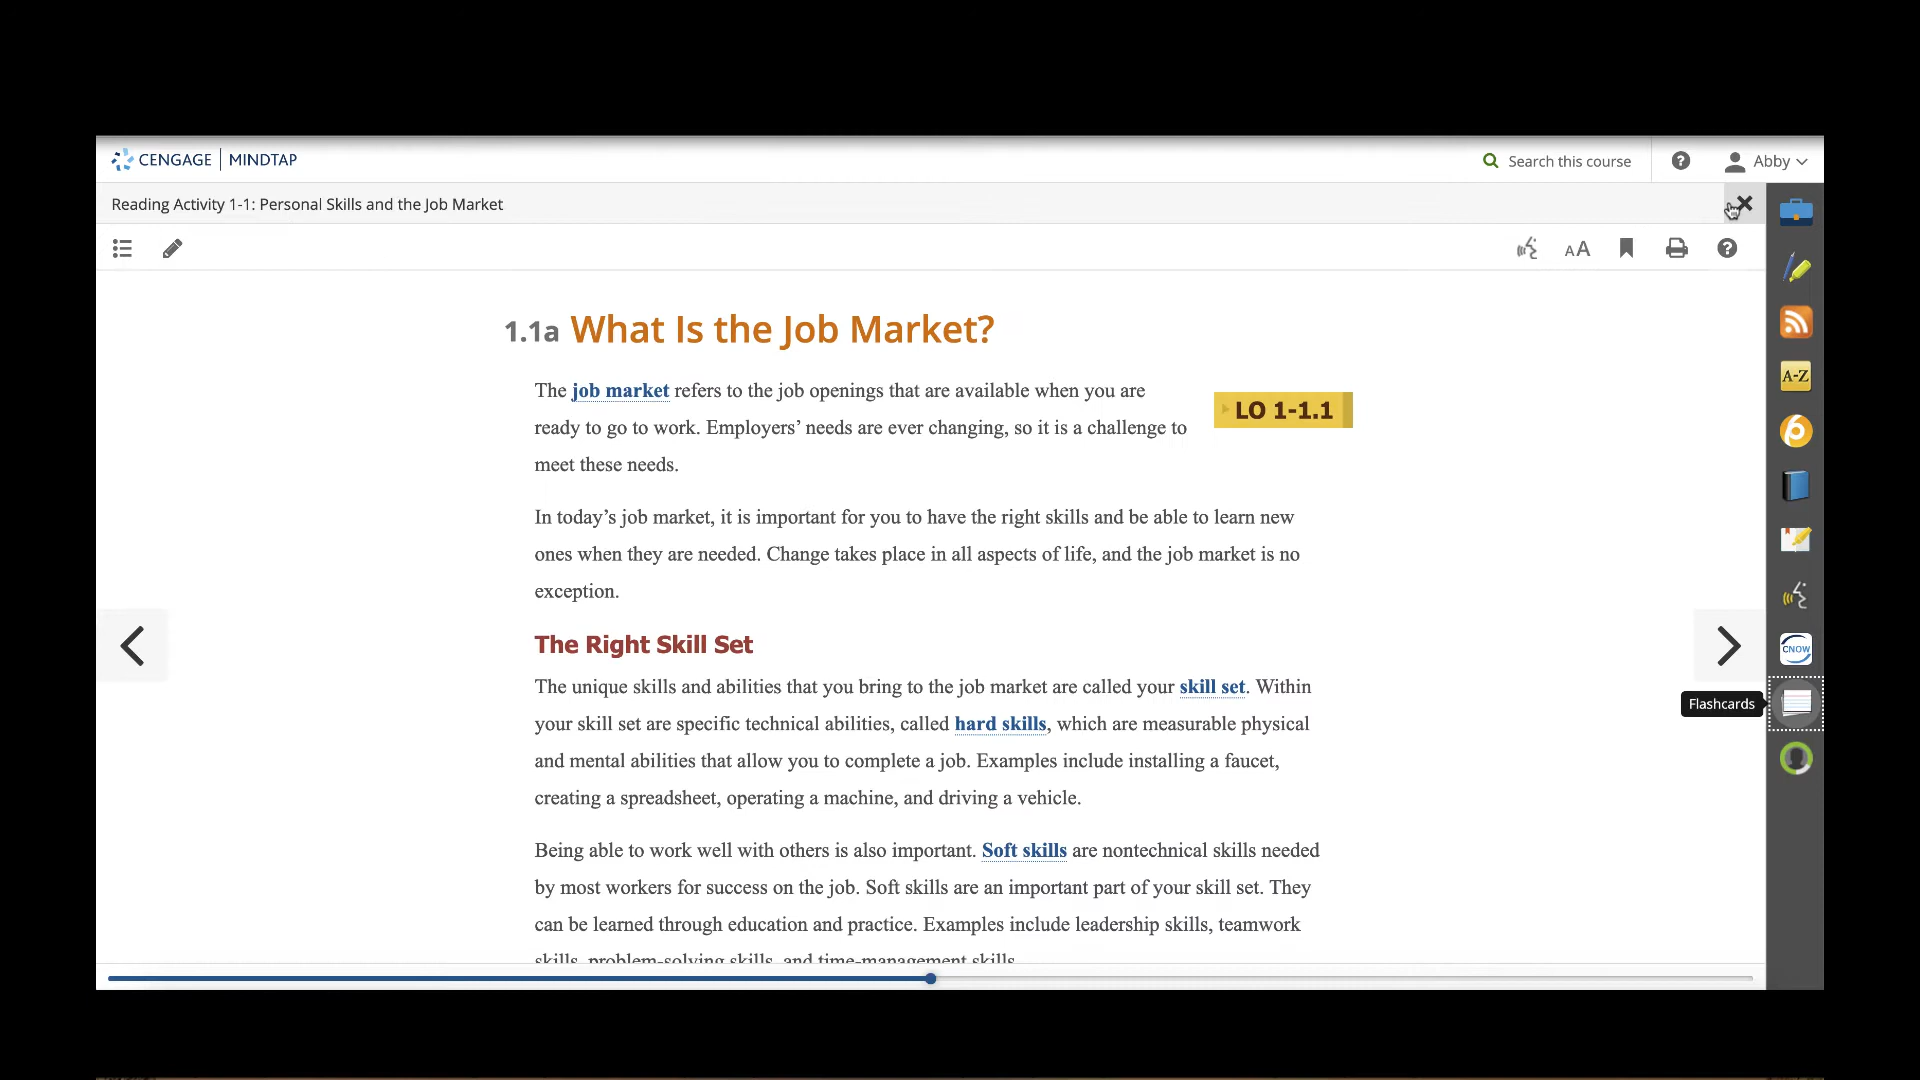 CENGAGE | MINDTAP
Search this course
Abby
Reading Activity 1-1: Personal Skills and the Job Market
AA
1.1a What Is the Job Market?
The job market refers to the job openings that are available when you are
ready to go to work. Employers’ needs are ever changing, so it is a challenge to
meet these needs.
LO 1-1.1
In today’s job market, it is important for you to have the right skills and be able to learn new
ones when they are needed. Change takes place in all aspects of life, and the job market is no
exception.
The Right Skill Set
The unique skills and abilities that you bring to the job market are called your skill set. Within
your skill set are specific technical abilities, called hard skills, which are measurable physical
and mental abilities that allow you to complete a job. Examples include installing a faucet,
creating a spreadsheet, operating a machine, and driving a vehicle.
Being able to work well with others is also important. Soft skills are nontechnical skills needed
by most workers for success on the job. Soft skills are an important part of your skill set. They
can be learned through education and practice. Examples include leadership skills, teamwork
skills, problem-solving skills, and time-management skills.
A-Z
CNOW
Flashcards